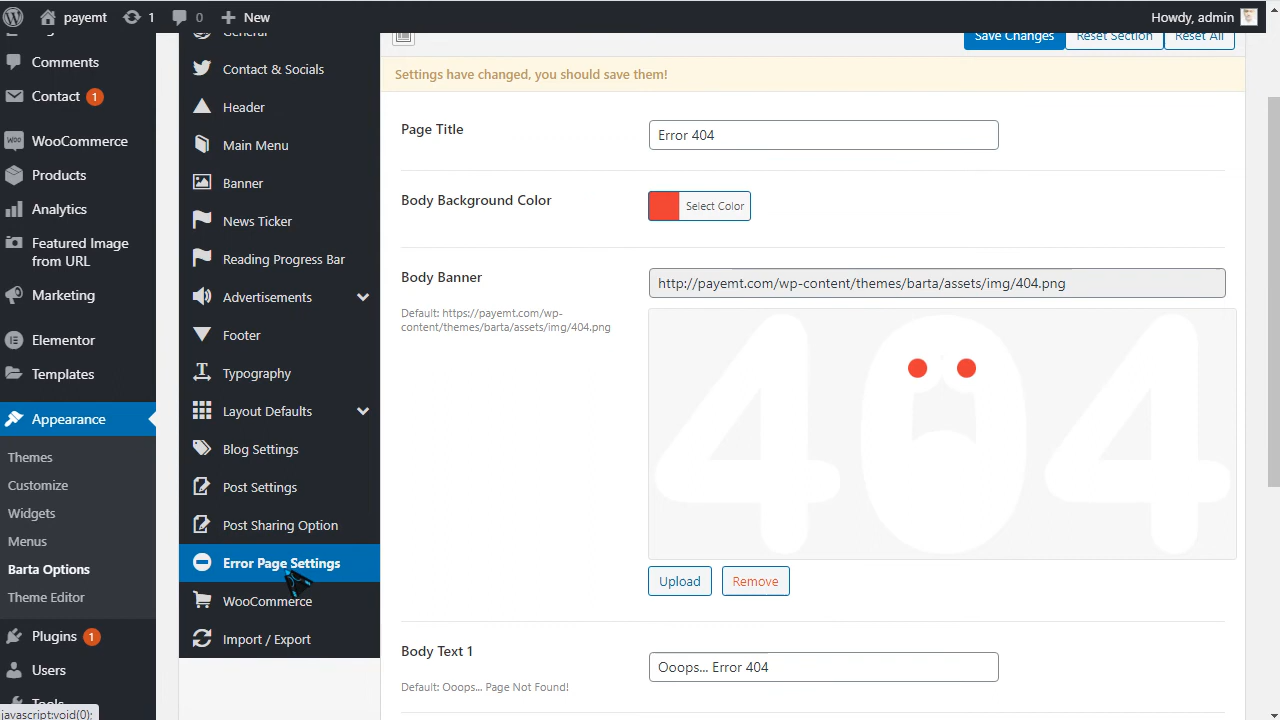 payemt
1
0
New
Howdy, admin
Comments
Contact 1
WooCommerce
Products
Analytics
Featured Image
from URL
Marketing
Elementor
Templates
Appearance
Themes
Customize
Widgets
Menus
Barta Options
Theme Editor
Plugins 1
Users
Tools
javascript:void(0);
General
Contact & Socials
Header
Main Menu
Banner
News Ticker
Reading Progress Bar
Advertisements
Footer
Typography
Layout Defaults
Blog Settings
Post Settings
Post Sharing Option
Error Page Settings
WooCommerce
Import / Export
Save Changes
Reset Section
Reset All
Settings have changed, you should save them!
Page Title
Error 404
Body Background Color
Select Color
Body Banner
http://payemt.com/wp-content/themes/barta/assets/img/404.png
Default: https://payemt.com/wp-
content/themes/barta/assets/img/404.png
404
Upload
Remove
Body Text 1
Ooops... Error 404
Default: Ooops... Page Not Found!